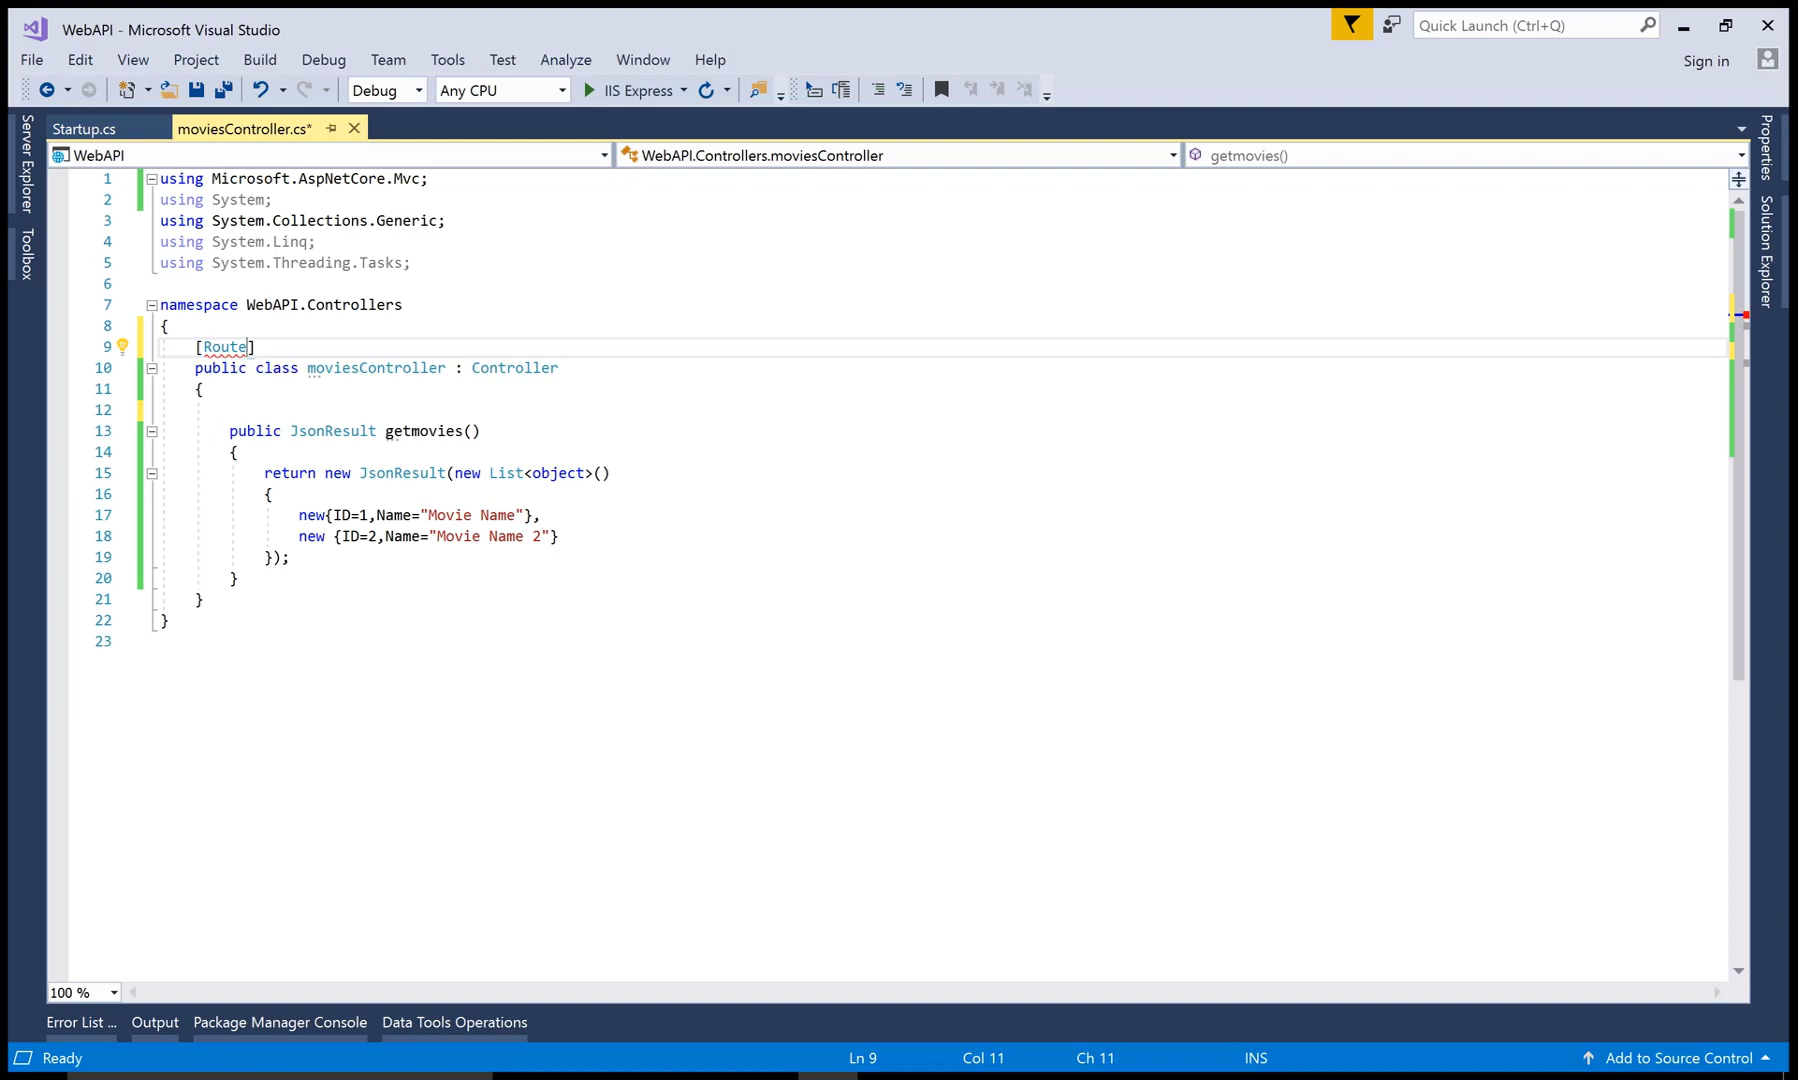 WebAPI - Microsoft Visual Studio
Quick Launch (Ctrl+Q)
File Edit View Project Build Debug Team Tools Test Analyze Window Help
Sign in
Debug Any CPU IIS Express
Server Explorer
Toolbox
Properties
Solution Explorer
Startup.cs moviesController.cs*
WebAPI WebAPI.Controllers.moviesController getmovies()
1 using Microsoft.AspNetCore.Mvc;
2 using System;
3 using System.Collections.Generic;
4 using System.Linq;
5 using System.Threading.Tasks;
6
7 namespace WebAPI.Controllers
8 {
9 [Route]
10 public class moviesController : Controller
11 {
12
13 public JsonResult getmovies()
14 {
15 return new JsonResult(new List<object>()
16 {
17 new{ID=1,Name="Movie Name"},
18 new {ID=2,Name="Movie Name 2"}
19 });
20 }
21 }
22 }
23
100 %
Error List ... Output Package Manager Console Data Tools Operations
Ready Ln 9 Col 11 Ch 11 INS Add to Source Control